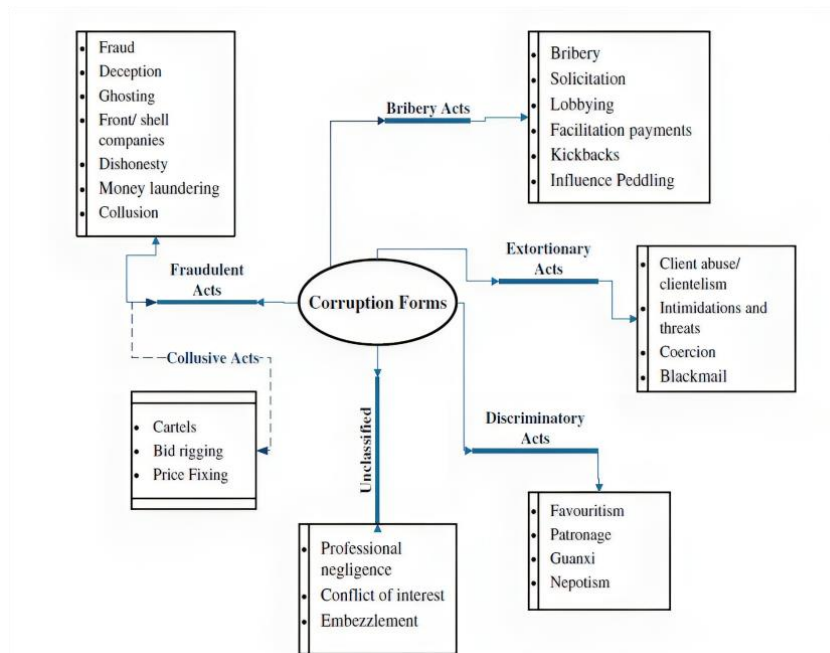 Fraud
Deception
Ghosting
Front/ shell
companies
Dishonesty
Money laundering
Collusion
Bribery Acts
Bribery
Solicitation
Lobbying
Facilitation payments
Kickbacks
Influence Peddling
Fraudulent
Acts
Corruption Forms
Extortionary
Acts
Client abuse/
clientelism
Intimidations and
threats
Coercion
Blackmail
Collusive Acts
Cartels
Bid rigging
Price Fixing
Unclassified
Discriminatory
Acts
Professional
negligence
Conflict of interest
Embezzlement
Favouritism
Patronage
Guanxi
Nepotism